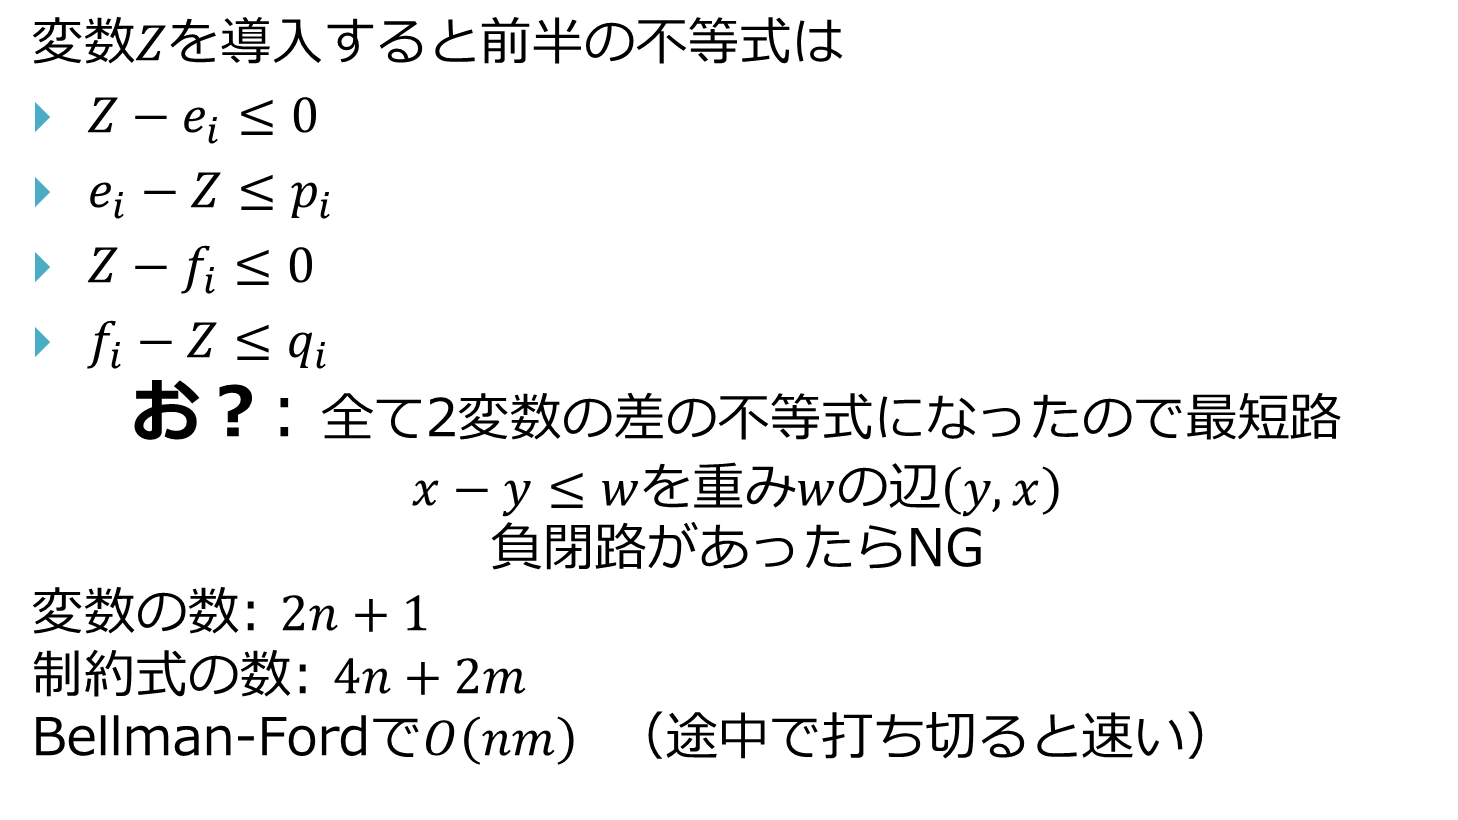 変数Zを導入すると前半の不等式は
Z − e_i ≤ 0
e_i − Z ≤ p_i
Z − f_i ≤ 0
f_i − Z ≤ q_i
お？: 全て2変数の差の不等式になったので最短路
x − y ≤ wを重みwの辺(y, x)
負閉路があったらNG
変数の数: 2n + 1
制約式の数: 4n + 2m
Bellman-FordでO(nm) （途中で打ち切ると速い）